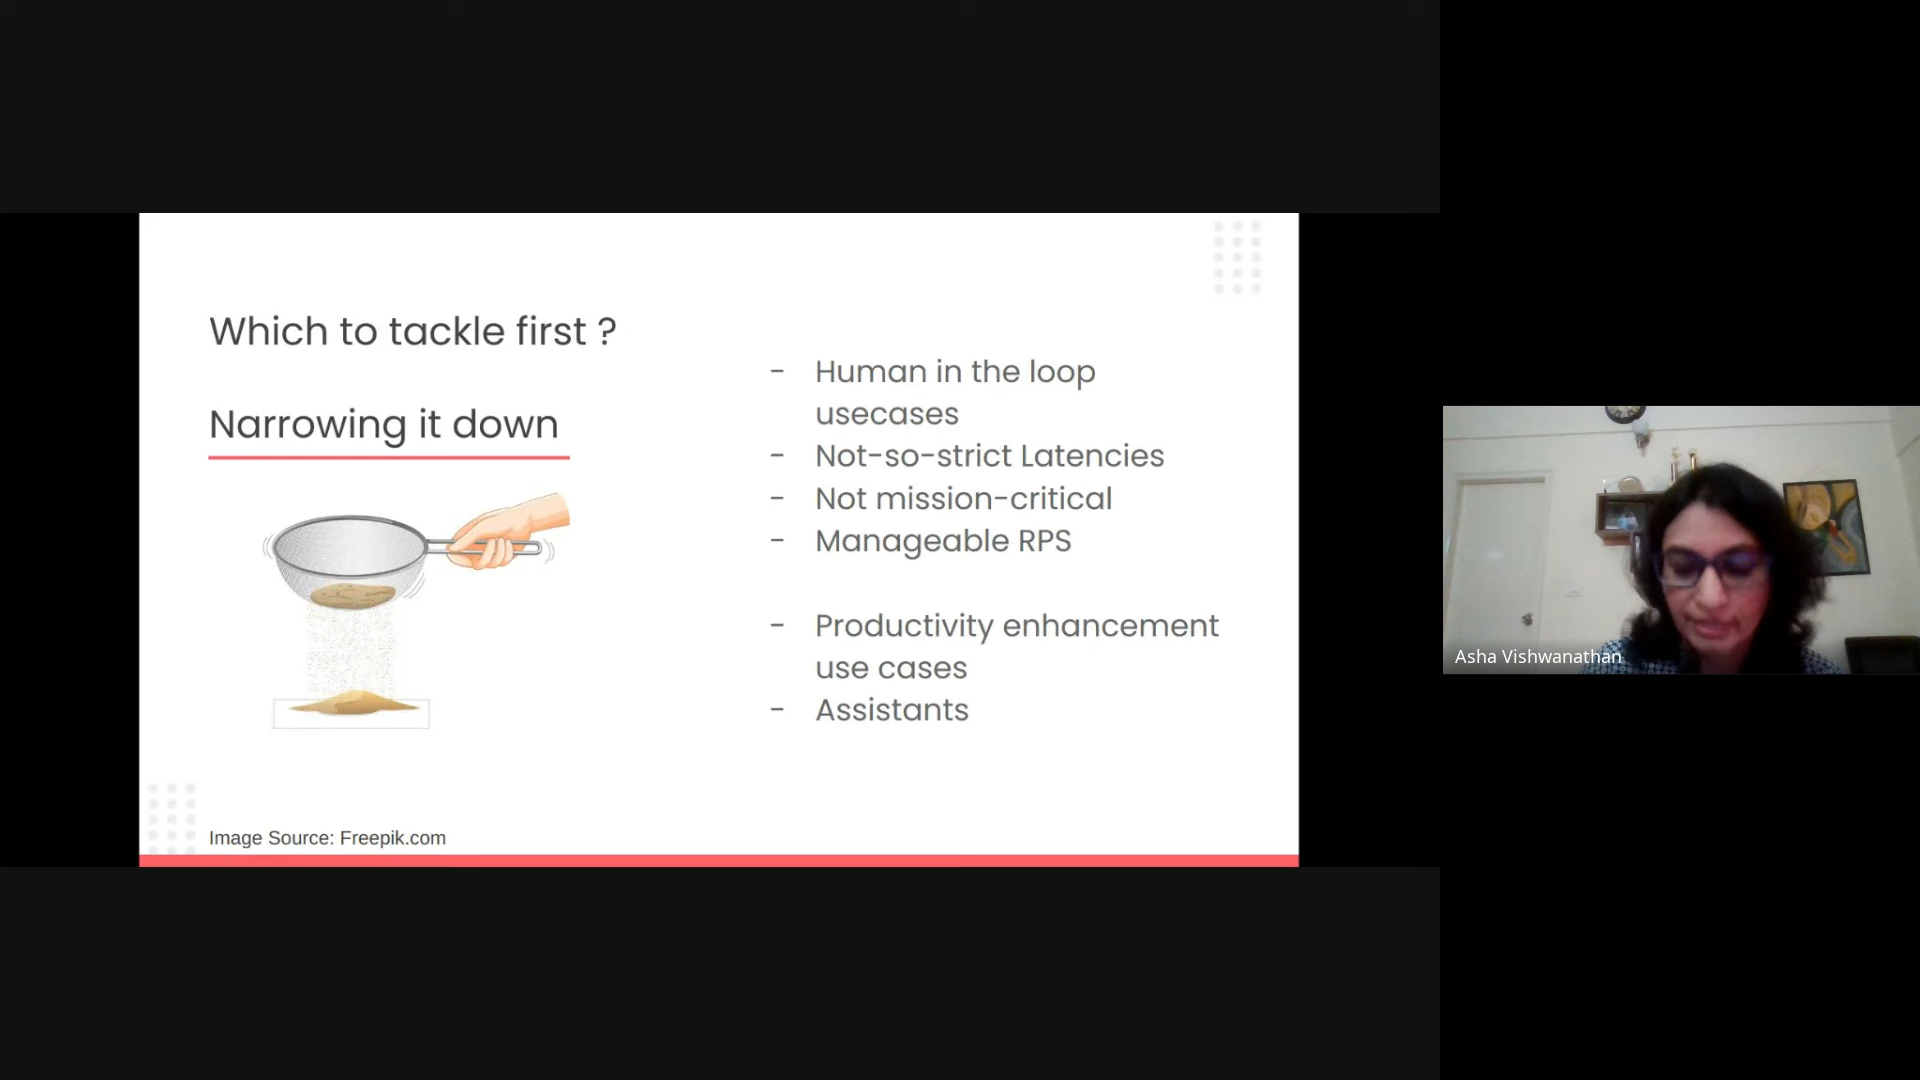 Which to tackle first ?
Narrowing it down
- Human in the loop
usecases
- Not-so-strict Latencies
- Not mission-critical
- Manageable RPS
- Productivity enhancement
use cases
- Assistants
Image Source: Freepik.com
Asha Vishwanathan